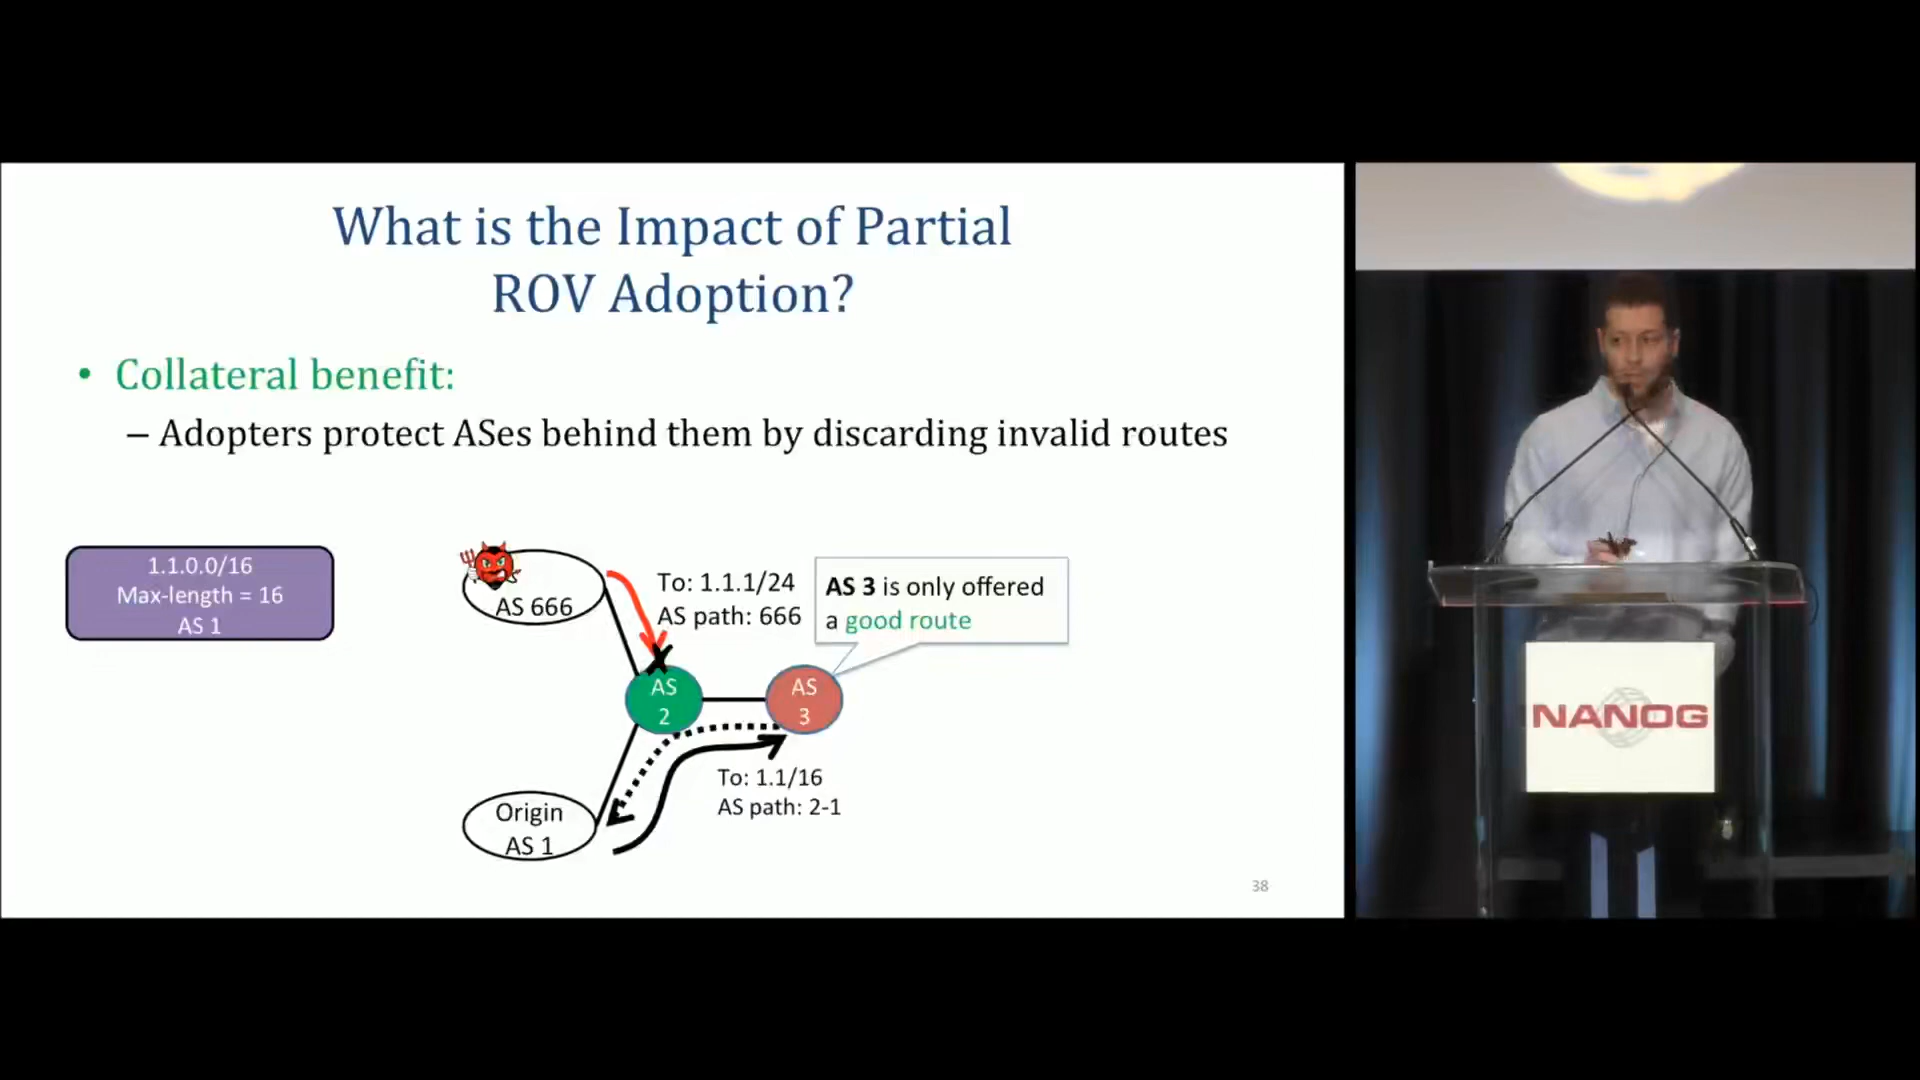 What is the Impact of Partial
ROV Adoption?
• Collateral benefit:
– Adopters protect ASes behind them by discarding invalid routes
1.1.0.0/16
Max-length = 16
AS 1
AS 666
To: 1.1.1/24
AS path: 666
AS 3 is only offered
a good route
AS
2
AS
3
To: 1.1/16
AS path: 2-1
Origin
AS 1
38
NANOG